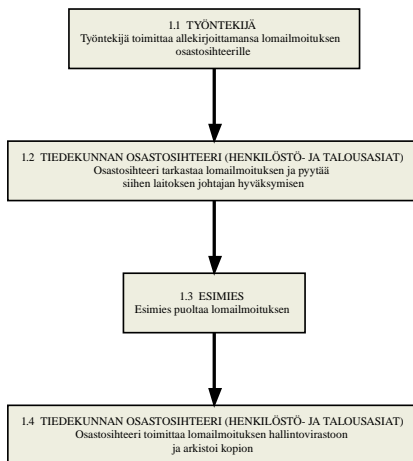 1.1 TYÖNTEKIJÄ
Työntekijä toimittaa allekirjoittamansa lomailmoituksen
osastosihteerille
1.2 TIEDEKUNNAN OSASTOSIHTEERI (HENKILÖSTÖ- JA TALOUSASIAT)
Osastosihteeri tarkastaa lomailmoituksen ja pyytää
siihen laitoksen johtajan hyväksymisen
1.3 ESIMIES
Esimies puoltaa lomailmoituksen
1.4 TIEDEKUNNAN OSASTOSIHTEERI (HENKILÖSTÖ- JA TALOUSASIAT)
Osastosihteeri toimittaa lomailmoituksen hallintovirastoon
ja arkistoi kopion